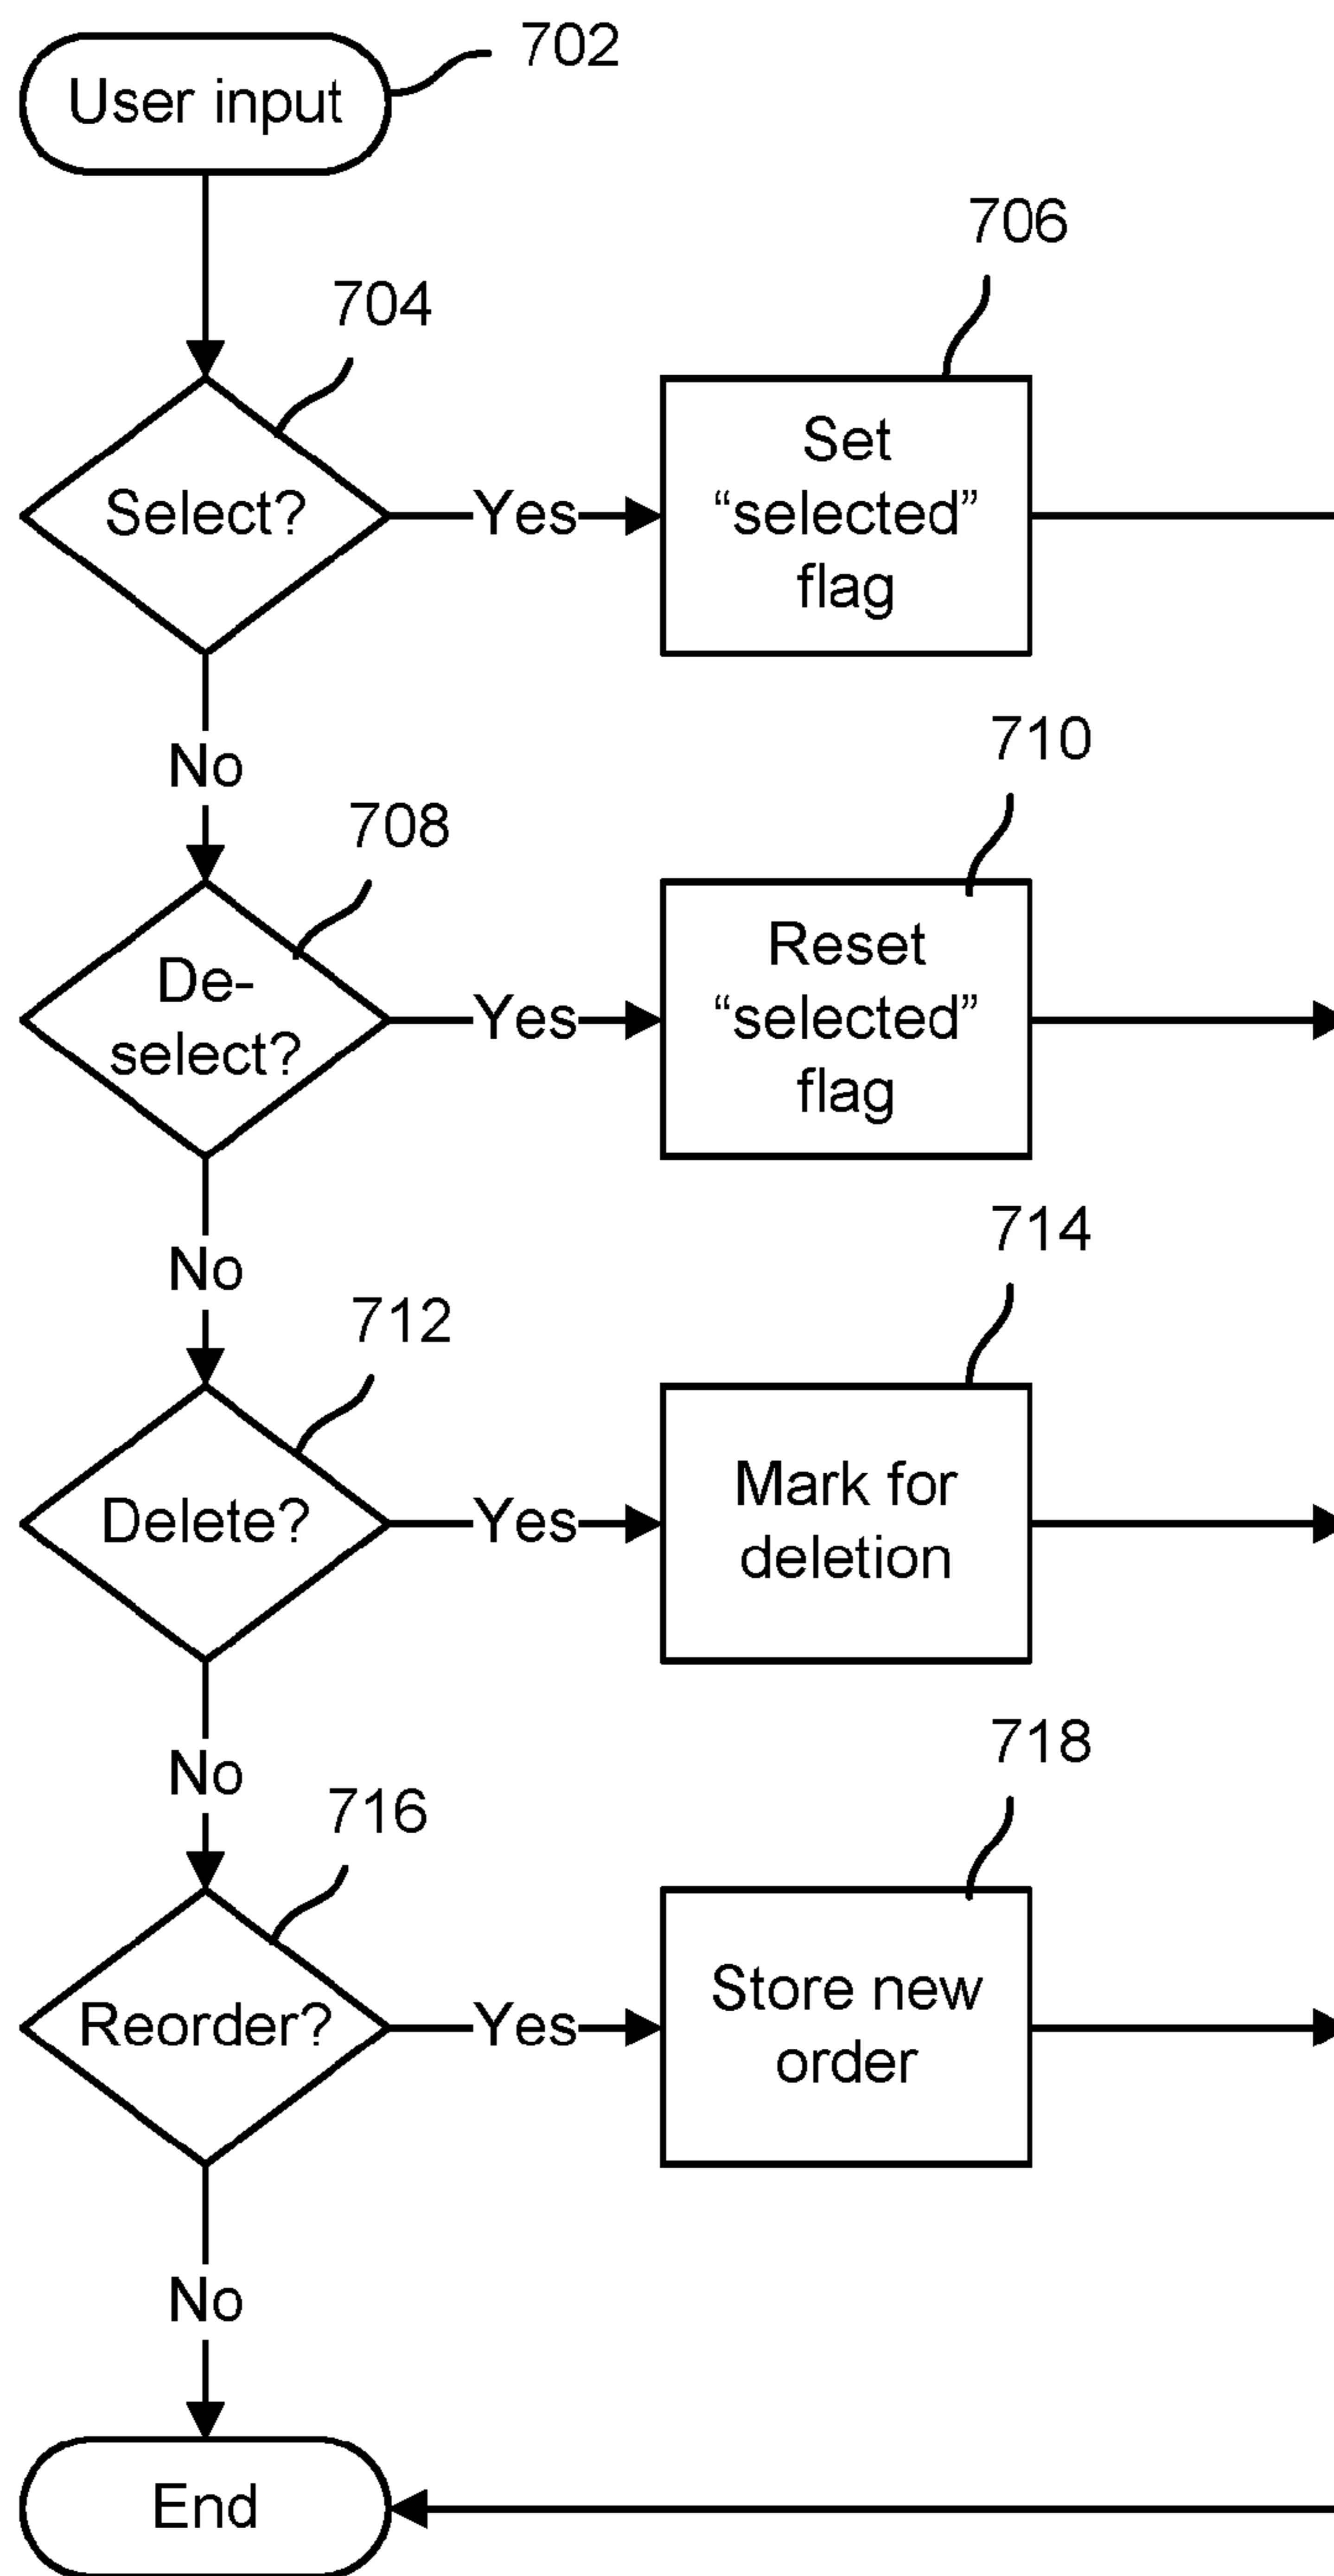 702
User input
706
704
Set
Select?
Yes
“selected”
flag
No
710
708
Reset
De-
select?
Yes
“selected”
flag
No
714
712
Mark for
Delete?
Yes
deletion
No
718
716
Store new
Reorder?
Yes
order
No
End